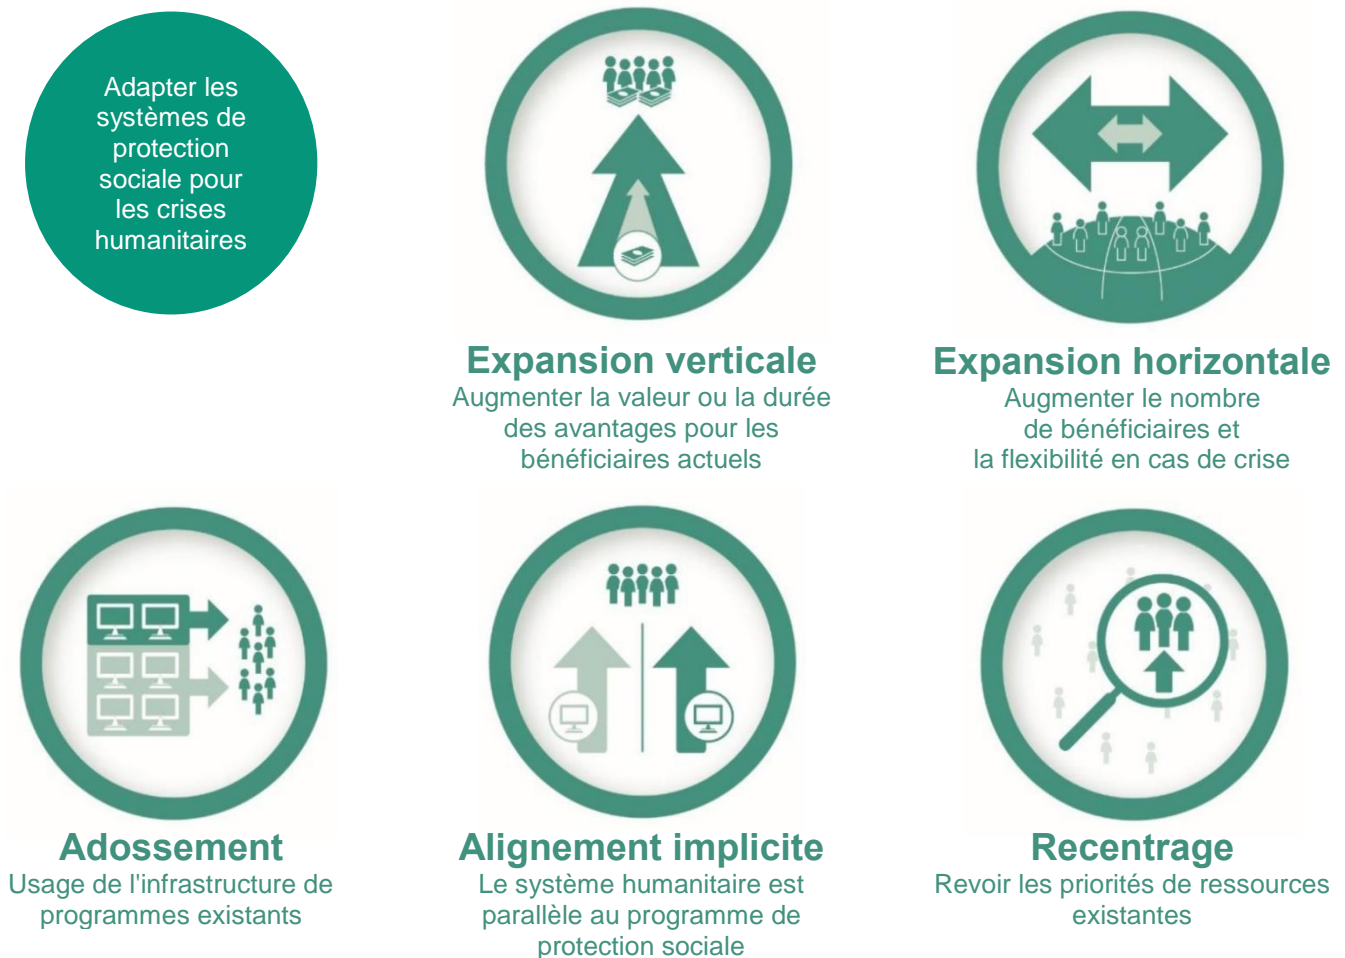 Adapter les
systèmes de
protection
sociale pour
les crises
humanitaires
Expansion verticale
Augmenter la valeur ou la durée
des avantages pour les
bénéficiaires actuels
Expansion horizontale
Augmenter le nombre
de bénéficiaires et
la flexibilité en cas de crise
Adossement
Usage de l'infrastructure de
programmes existants
Alignement implicite
Le système humanitaire est
parallèle au programme de
protection sociale
Recentrage
Revoir les priorités de ressources
existantes